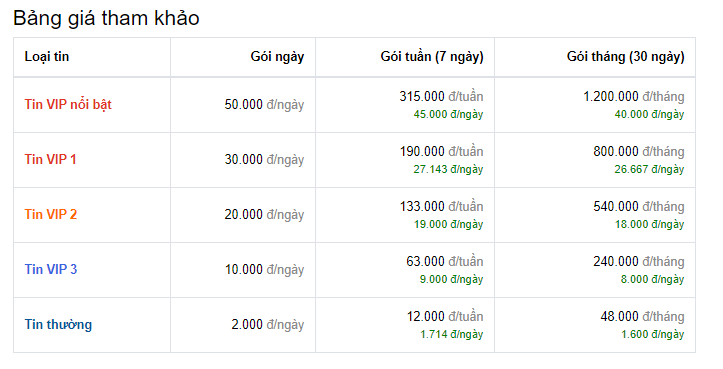 Bảng giá tham khảo
Loại tin Gói ngày Gói tuần (7 ngày) Gói tháng (30 ngày)
Tin VIP nổi bật 50.000 đ/ngày 315.000 đ/tuần 1.200.000 đ/tháng
45.000 đ/ngày 40.000 đ/ngày
Tin VIP 1 30.000 đ/ngày 190.000 đ/tuần 800.000 đ/tháng
27.143 đ/ngày 26.667 đ/ngày
Tin VIP 2 20.000 đ/ngày 133.000 đ/tuần 540.000 đ/tháng
19.000 đ/ngày 18.000 đ/ngày
Tin VIP 3 10.000 đ/ngày 63.000 đ/tuần 240.000 đ/tháng
9.000 đ/ngày 8.000 đ/ngày
Tin thường 2.000 đ/ngày 12.000 đ/tuần 48.000 đ/tháng
1.714 đ/ngày 1.600 đ/ngày